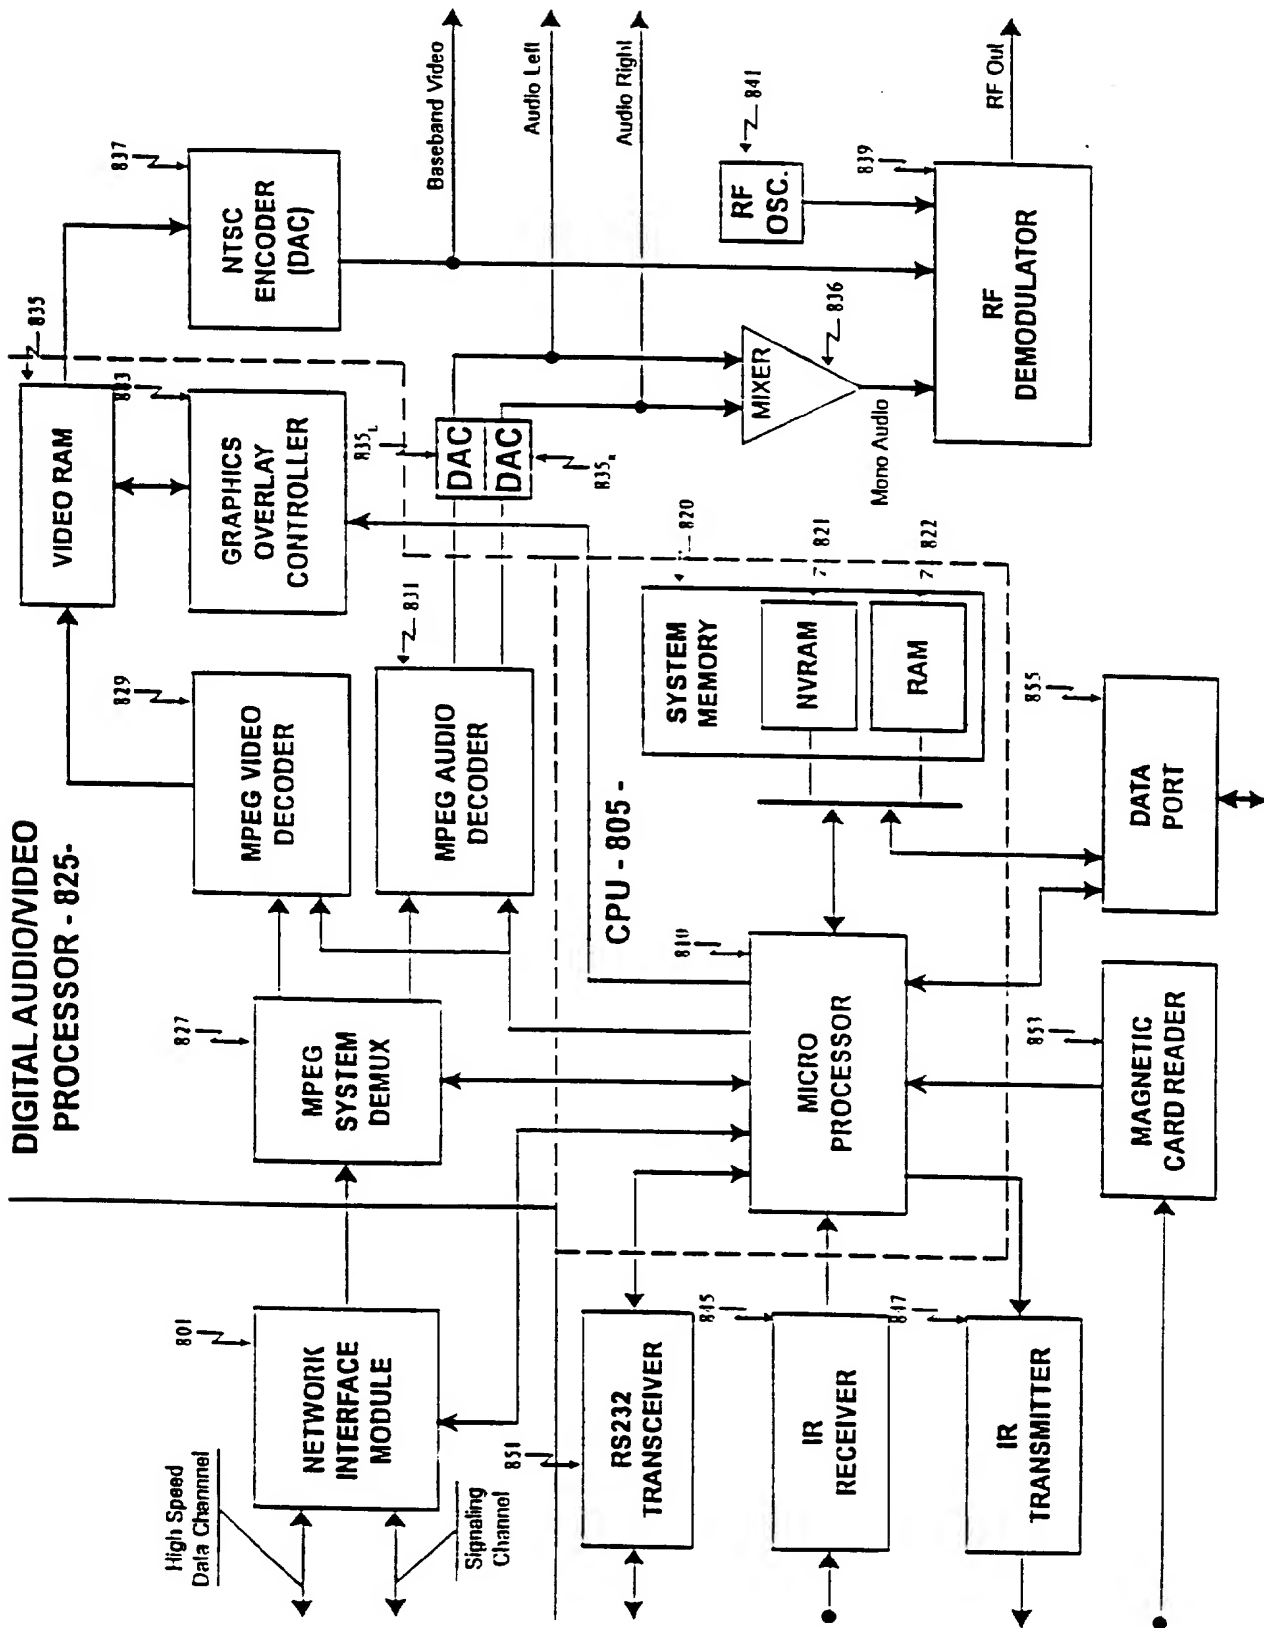 DIGITAL AUDIO/VIDEO
PROCESSOR - 825-
High Speed
Data Channel
Signaling
Channel
801
NETWORK
INTERFACE
MODULE
827
MPEG
SYSTEM
DEMUX
829
MPEG VIDEO
DECODER
831
MPEG AUDIO
DECODER
835
VIDEO RAM
833
GRAPHICS
OVERLAY
CONTROLLER
837
NTSC
ENCODER
(DAC)
835L
DAC
DAC
835R
Baseband Video
Audio Left
Audio Right
841
RF
OSC.
836
MIXER
Mono Audio
839
RF
DEMODULATOR
RF Out
CPU - 805 -
810
MICRO
PROCESSOR
820
SYSTEM
MEMORY
821
NVRAM
822
RAM
851
RS232
TRANSCEIVER
845
IR
RECEIVER
847
IR
TRANSMITTER
853
MAGNETIC
CARD READER
855
DATA
PORT